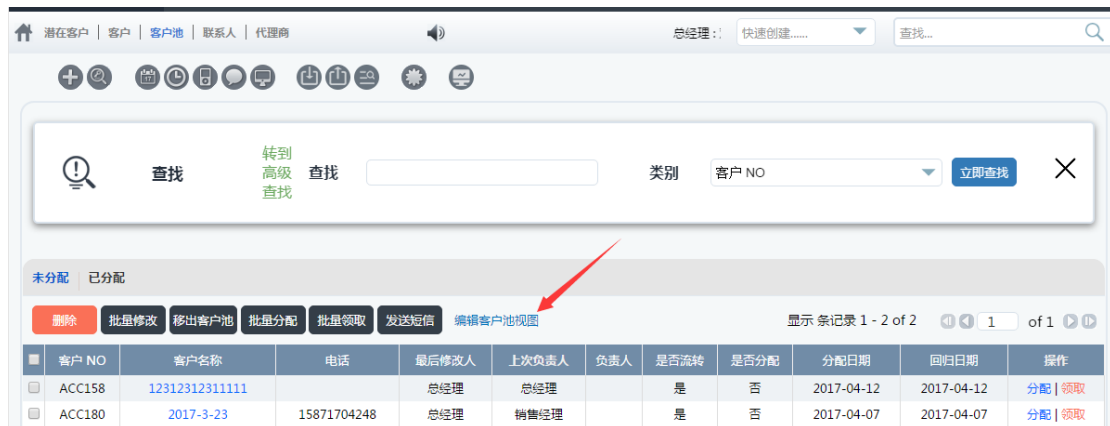 潜在客户 | 客户 | 客户池 | 联系人 | 代理商 总经理: 快速创建...... 查找...
查找 转到高级查找 查找 类别 客户 NO 立即查找
未分配 已分配
删除 批量修改 移出客户池 批量分配 批量领取 发送短信 编辑客户池视图 显示 条记录 1 - 2 of 2 1 of 1
客户 NO 客户名称 电话 最后修改人 上次负责人 负责人 是否流转 是否分配 分配日期 回归日期 操作
ACC158 12312312311111 总经理 总经理 是 否 2017-04-12 2017-04-12 分配 | 领取
ACC180 2017-3-23 15871704248 总经理 销售经理 是 否 2017-04-07 2017-04-07 分配 | 领取